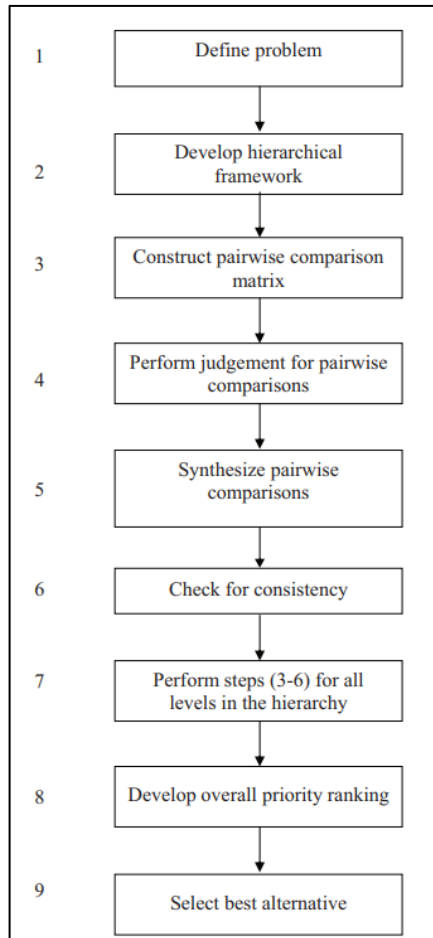 1
Define problem
2
Develop hierarchical
framework
3
Construct pairwise comparison
matrix
4
Perform judgement for pairwise
comparisons
5
Synthesize pairwise
comparisons
6
Check for consistency
7
Perform steps (3-6) for all
levels in the hierarchy
8
Develop overall priority ranking
9
Select best alternative